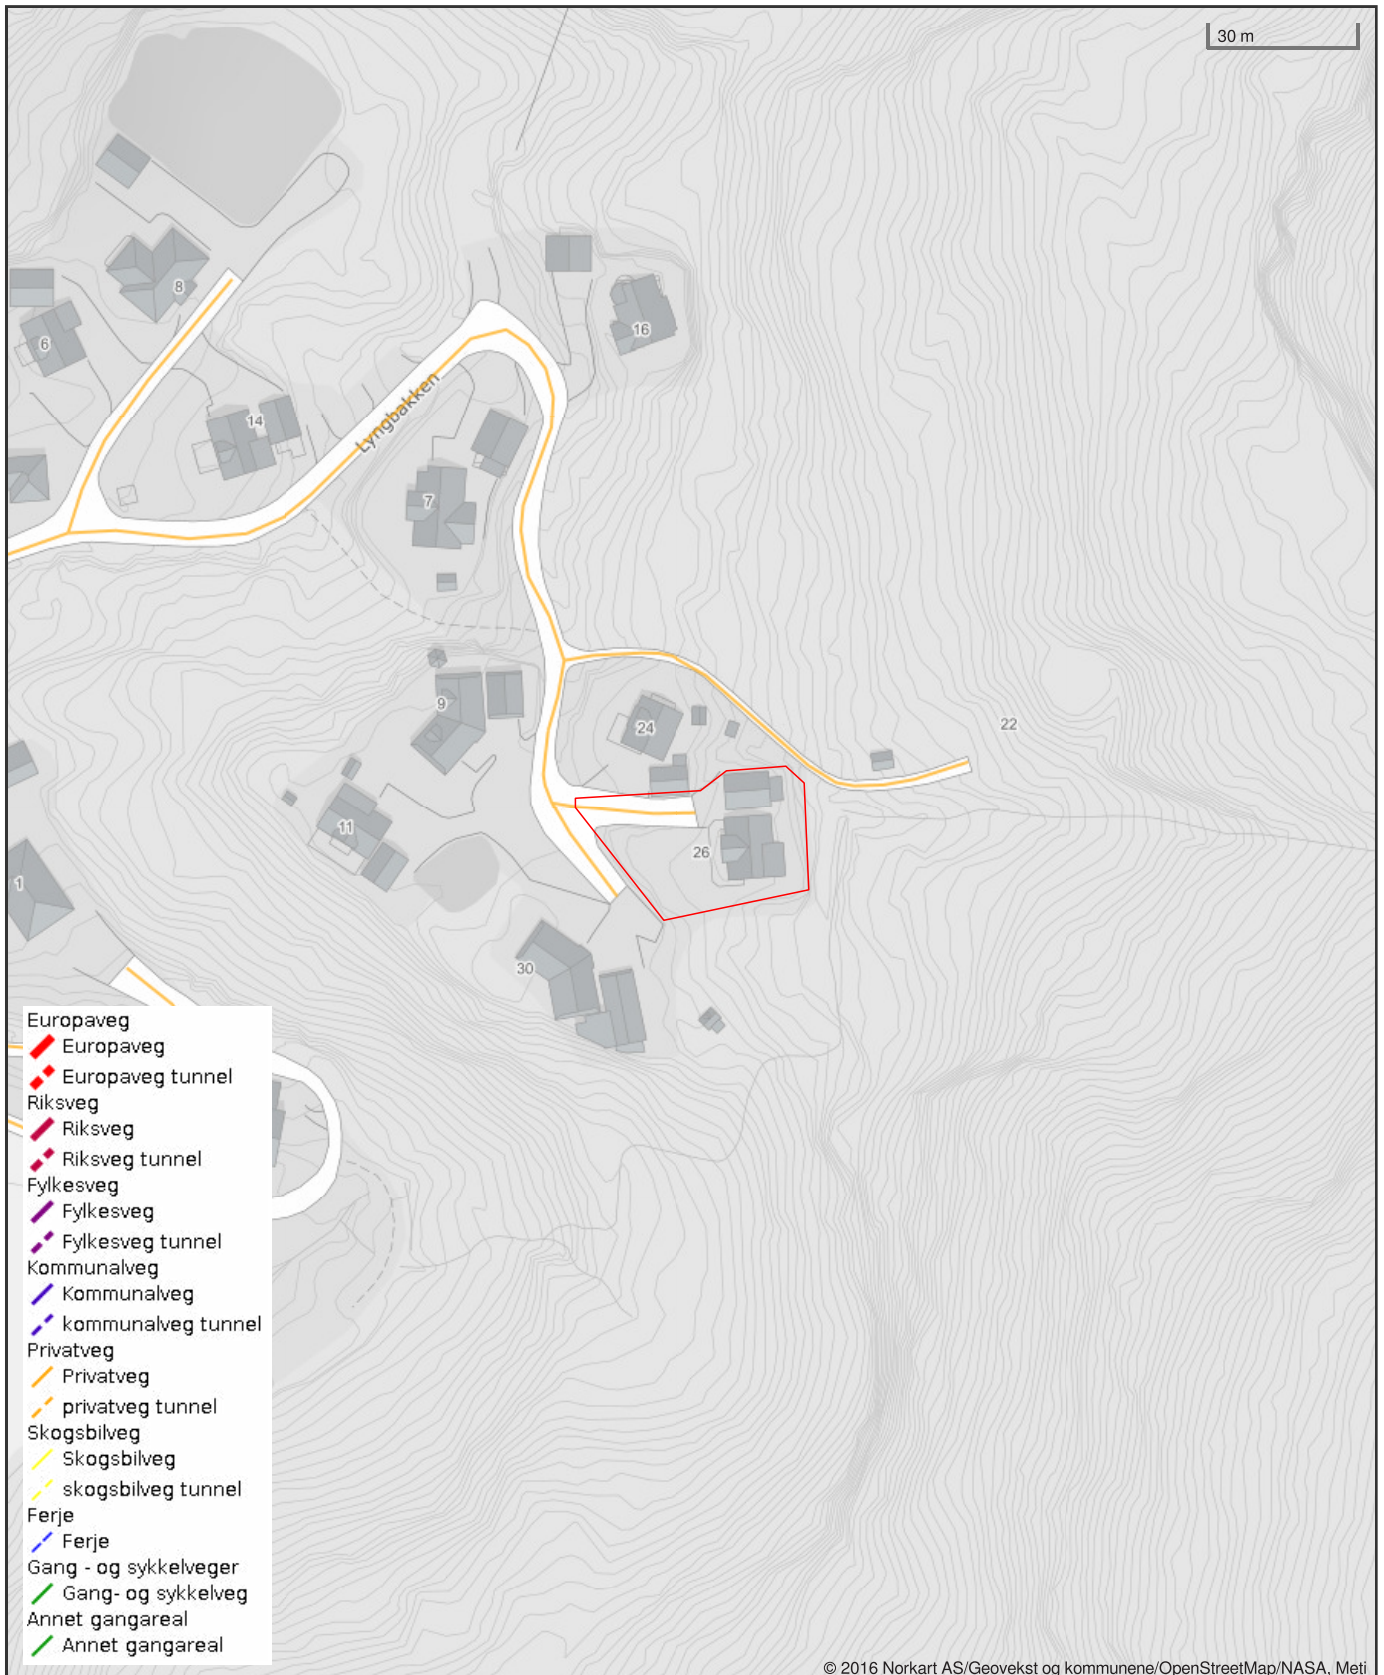 30 m
8
6
16
Lyngbakken
14
7
9
24
22
11
26
1
30
Europaveg
Europaveg
Europaveg tunnel
Riksveg
Riksveg
Riksveg tunnel
Fylkesveg
Fylkesveg
Fylkesveg tunnel
Kommunalveg
Kommunalveg
kommunalveg tunnel
Privatveg
Privatveg
privatveg tunnel
Skogsbilveg
Skogsbilveg
skogsbilveg tunnel
Ferje
Ferje
Gang - og sykkelveger
Gang- og sykkelveg
Annet gangareal
Annet gangareal
© 2016 Norkart AS/Geovekst og kommunene/OpenStreetMap/NASA, Meti